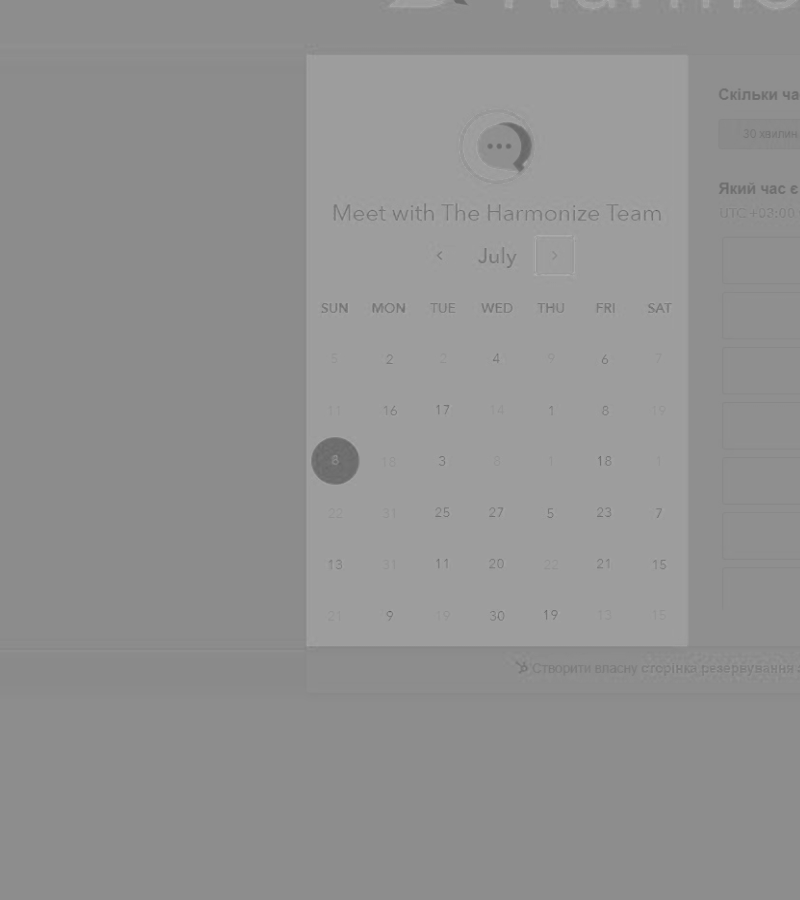 Meet with The Harmonize Team
July
SUN MON TUE WED THU FRI SAT
5 2 2 4 9 6 7
11 16 17 14 1 8 19
8 18 3 8 1 18 1
22 31 25 27 5 23 7
13 31 11 20 22 21 15
21 9 19 30 19 13 15
Скільки ча
30 хвилин
Який час є
UTC +03:00
Створити власну сторінка резервування